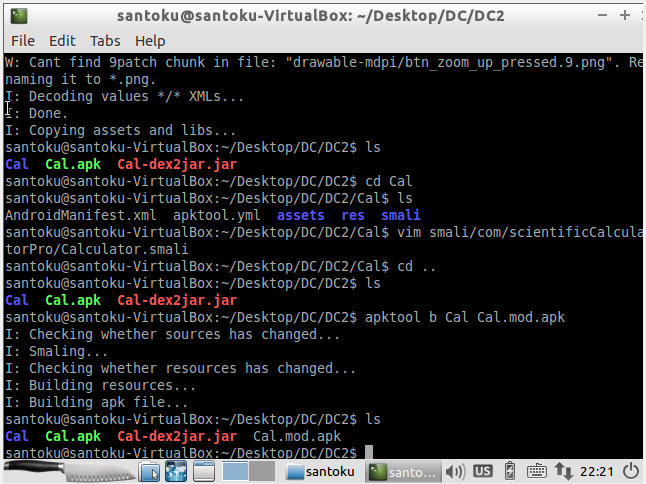 santoku@santoku-VirtualBox: ~/Desktop/DC/DC2
File Edit Tabs Help
W: Cant find 9patch chunk in file: "drawable-mdpi/btn_zoom_up_pressed.9.png". Re
naming it to *.png.
I: Decoding values */* XMLs...
I: Done.
I: Copying assets and libs...
santoku@santoku-VirtualBox:~/Desktop/DC/DC2$ ls
Cal Cal.apk Cal-dex2jar.jar
santoku@santoku-VirtualBox:~/Desktop/DC/DC2$ cd Cal
santoku@santoku-VirtualBox:~/Desktop/DC/DC2/Cal$ ls
AndroidManifest.xml apktool.yml assets res smali
santoku@santoku-VirtualBox:~/Desktop/DC/DC2/Cal$ vim smali/com/scientificCalcula
torPro/Calculator.smali
santoku@santoku-VirtualBox:~/Desktop/DC/DC2/Cal$ cd ..
santoku@santoku-VirtualBox:~/Desktop/DC/DC2$ ls
Cal Cal.apk Cal-dex2jar.jar
santoku@santoku-VirtualBox:~/Desktop/DC/DC2$ apktool b Cal Cal.mod.apk
I: Checking whether sources has changed...
I: Smaling...
I: Checking whether resources has changed...
I: Building resources...
I: Building apk file...
santoku@santoku-VirtualBox:~/Desktop/DC/DC2$ ls
Cal Cal.apk Cal-dex2jar.jar Cal.mod.apk
santoku@santoku-VirtualBox:~/Desktop/DC/DC2$
santoku santo... US 22:21